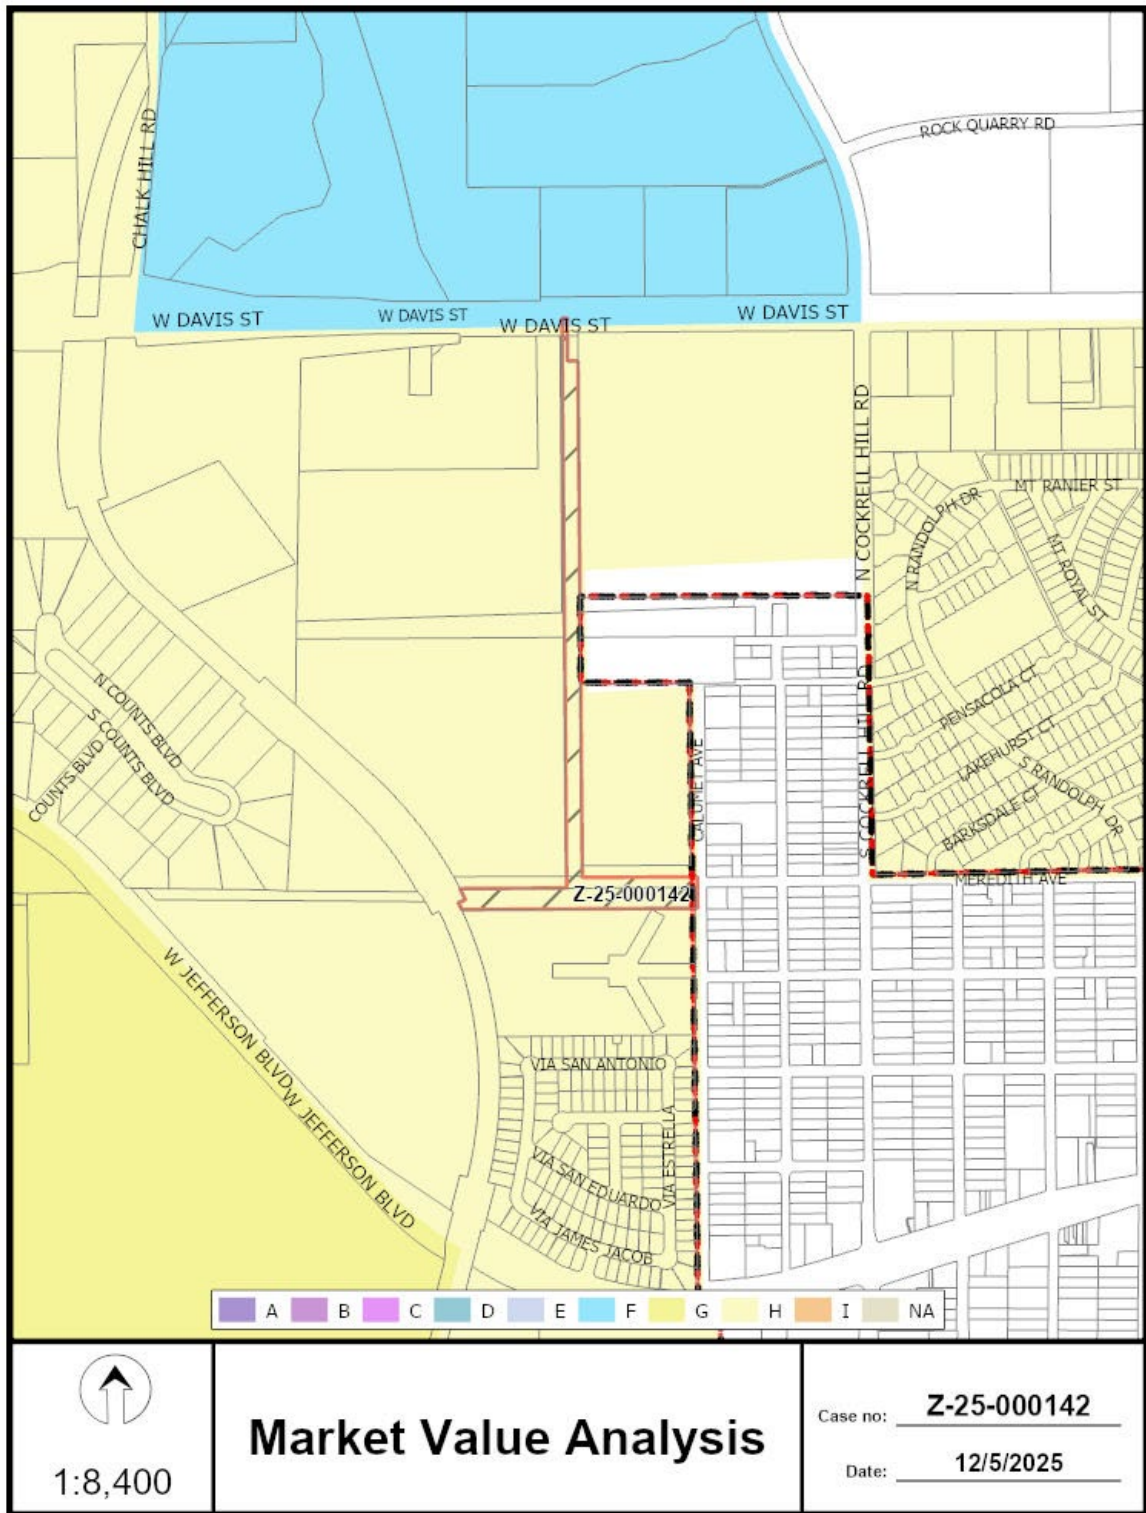 ROCK QUARRY RD
CHALK HILL RD
W DAVIS ST
W DAVIS ST
W DAVIS ST
W DAVIS ST
N COCKRELL HILL RD
MT RANIER ST
N RANDOLPH DR
MT ROYAL ST
PENSACOLA CT
LAKEHURST CT
S RANDOLPH DR
BARKSDALE CT
MEREDITH AVE
S COCKRELL HILL RD
CALUMET AVE
N COUNTS BLVD
S COUNTS BLVD
COUNTS BLVD
Z-25-000142
W JEFFERSON BLVD
W JEFFERSON BLVD
VIA SAN ANTONIO
VIA ESTRELLA
VIA SAN EDUARDO
VIA JAMES JACOB
A B C D E F G H I NA
1:8,400
Market Value Analysis
Case no: Z-25-000142
Date: 12/5/2025